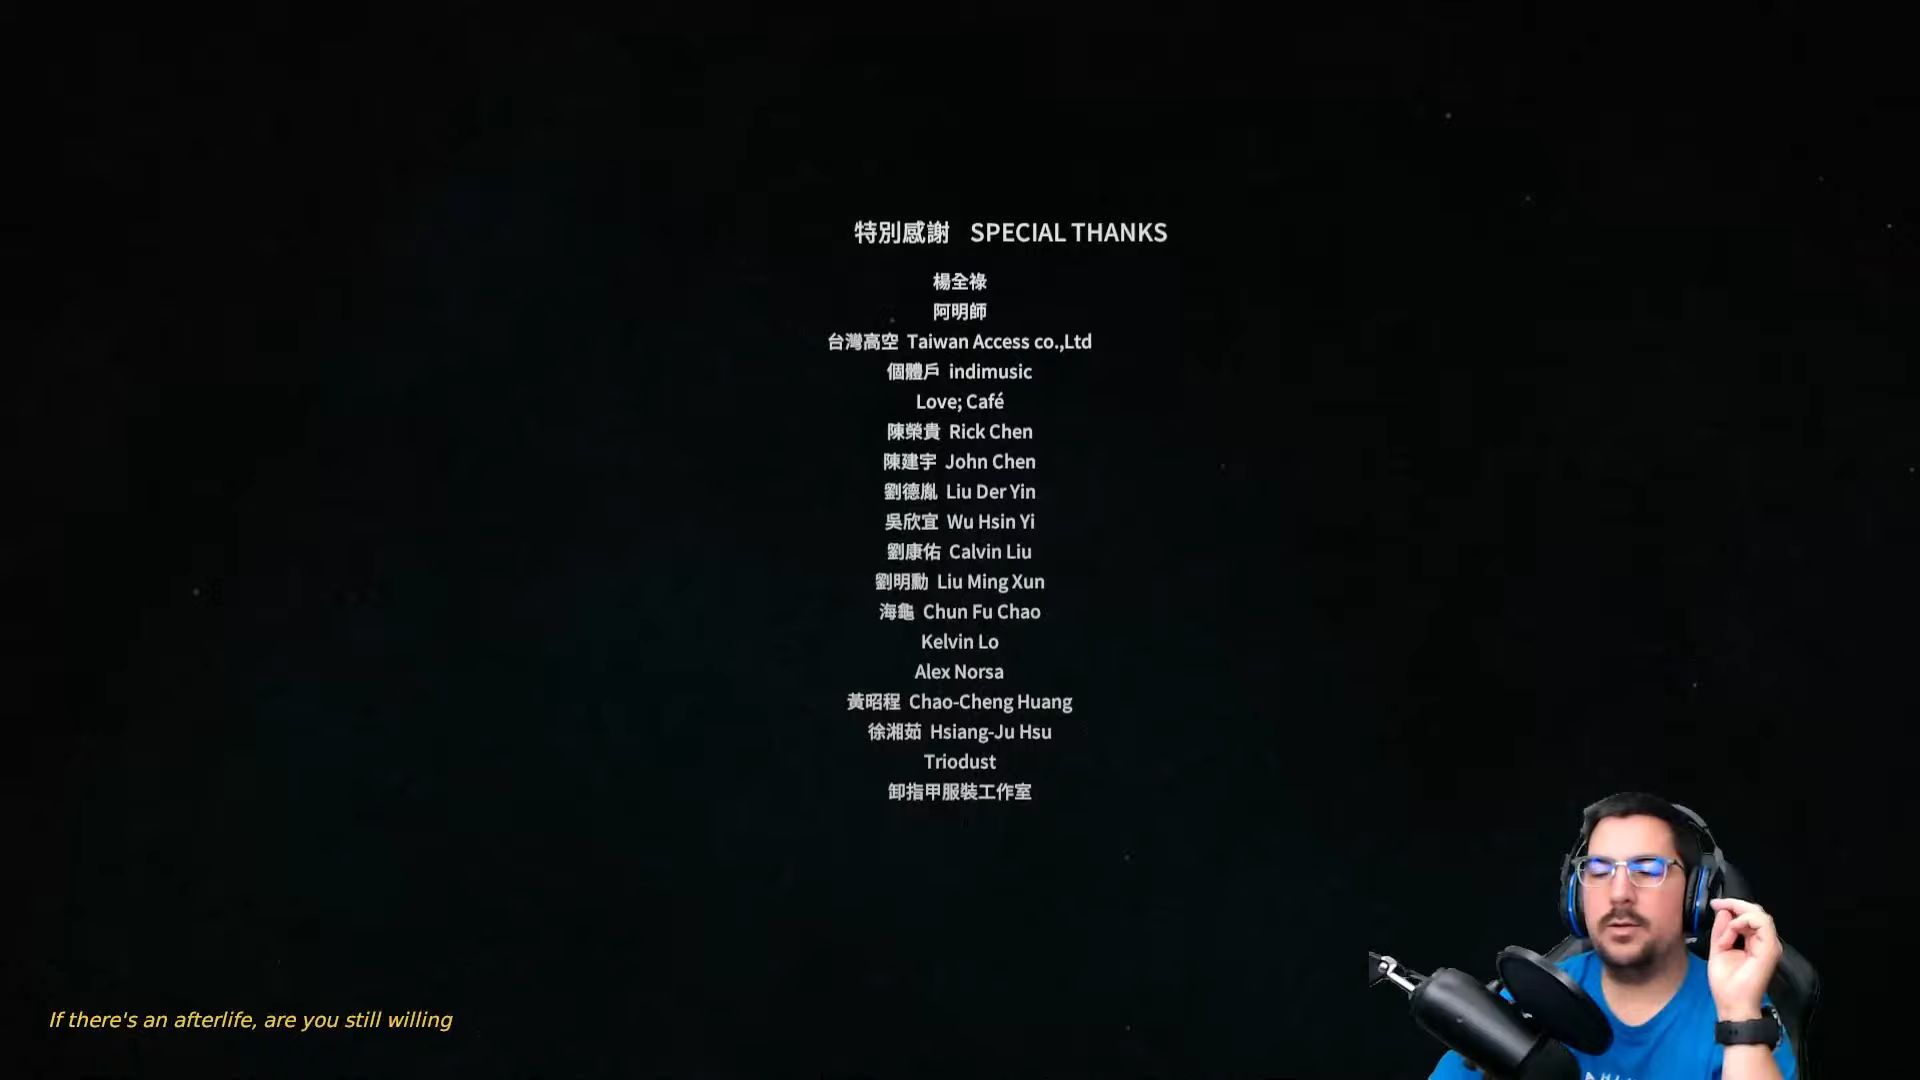 特別感謝 SPECIAL THANKS
楊全祿
阿明師
台灣高空 Taiwan Access co.,Ltd
個體戶 indimusic
Love; Café
陳榮貴 Rick Chen
陳建宇 John Chen
劉德胤 Liu Der Yin
吳欣宜 Wu Hsin Yi
劉康佑 Calvin Liu
劉明勳 Liu Ming Xun
海龜 Chun Fu Chao
Kelvin Lo
Alex Norsa
黃昭程 Chao-Cheng Huang
徐湘茹 Hsiang-Ju Hsu
Triodust
卸指甲服裝工作室
If there's an afterlife, are you still willing